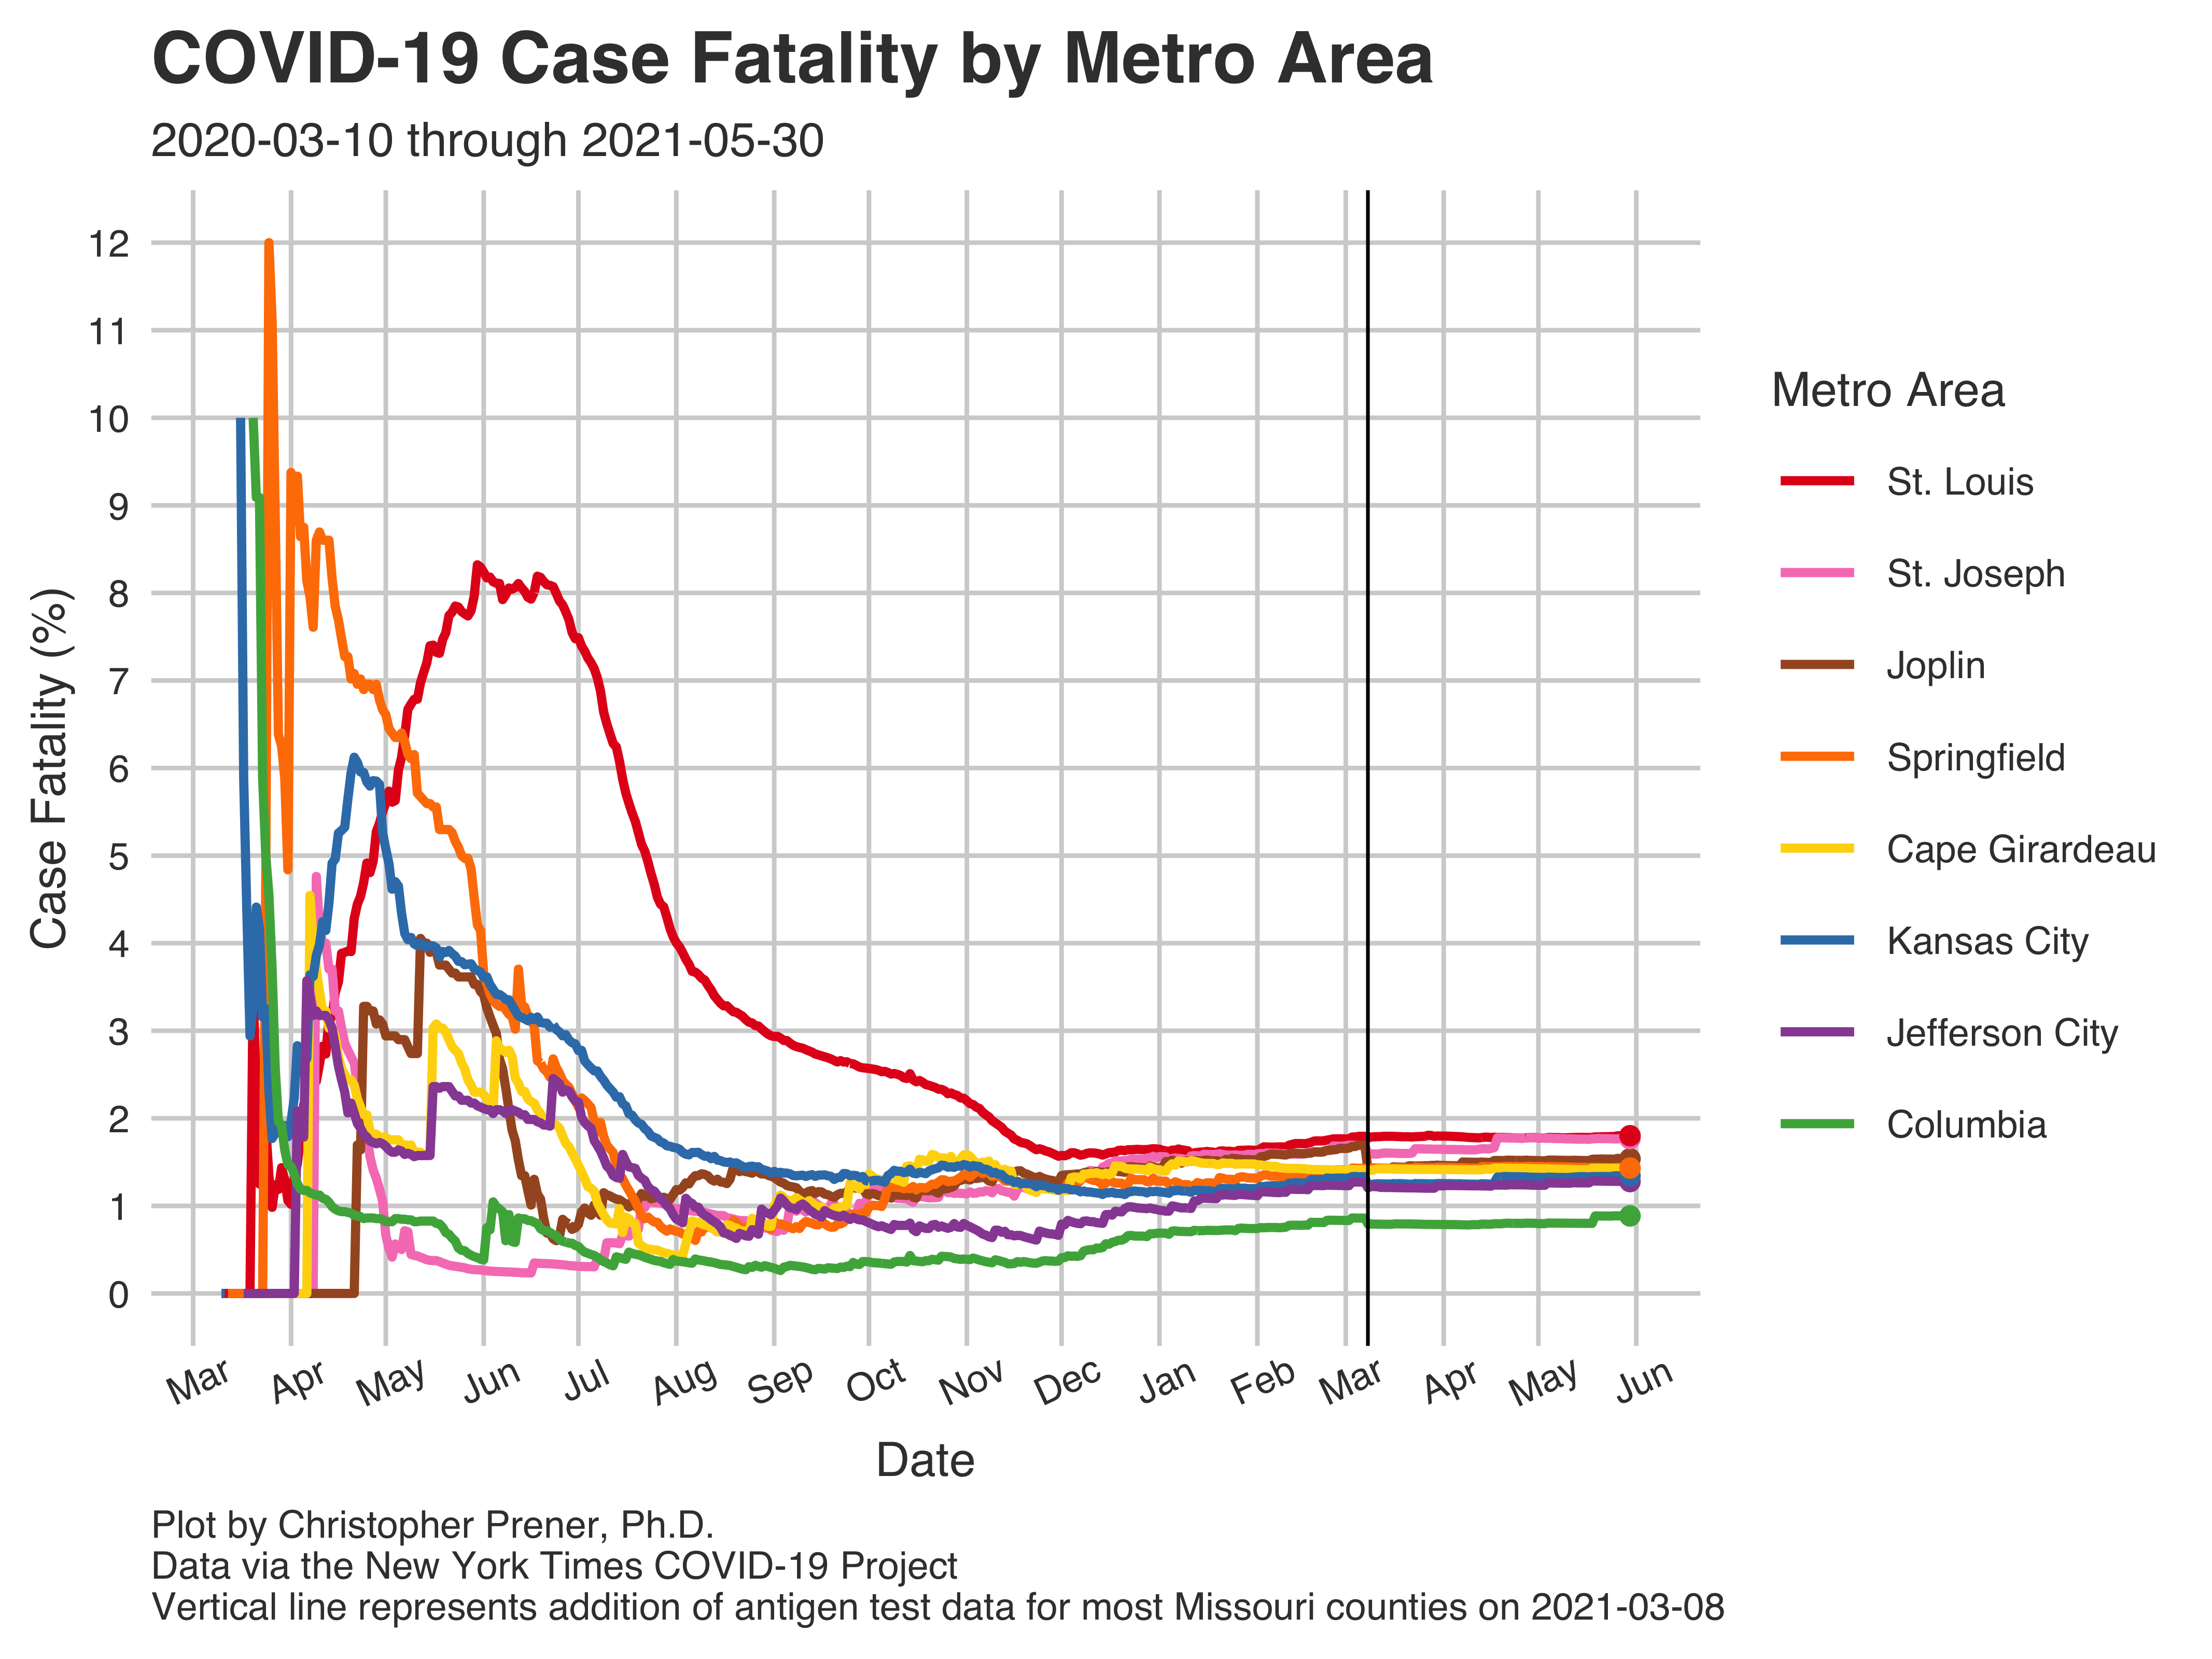 COVID-19 Case Fatality by Metro Area
2020-03-10 through 2021-05-30
Case Fatality (%)
12
11
10
9
8
7
6
5
4
3
2
1
0
Mar Apr May Jun Jul Aug Sep Oct Nov Dec Jan Feb Mar Apr May Jun
Date
Metro Area
St. Louis
St. Joseph
Joplin
Springfield
Cape Girardeau
Kansas City
Jefferson City
Columbia
Plot by Christopher Prener, Ph.D.
Data via the New York Times COVID-19 Project
Vertical line represents addition of antigen test data for most Missouri counties on 2021-03-08